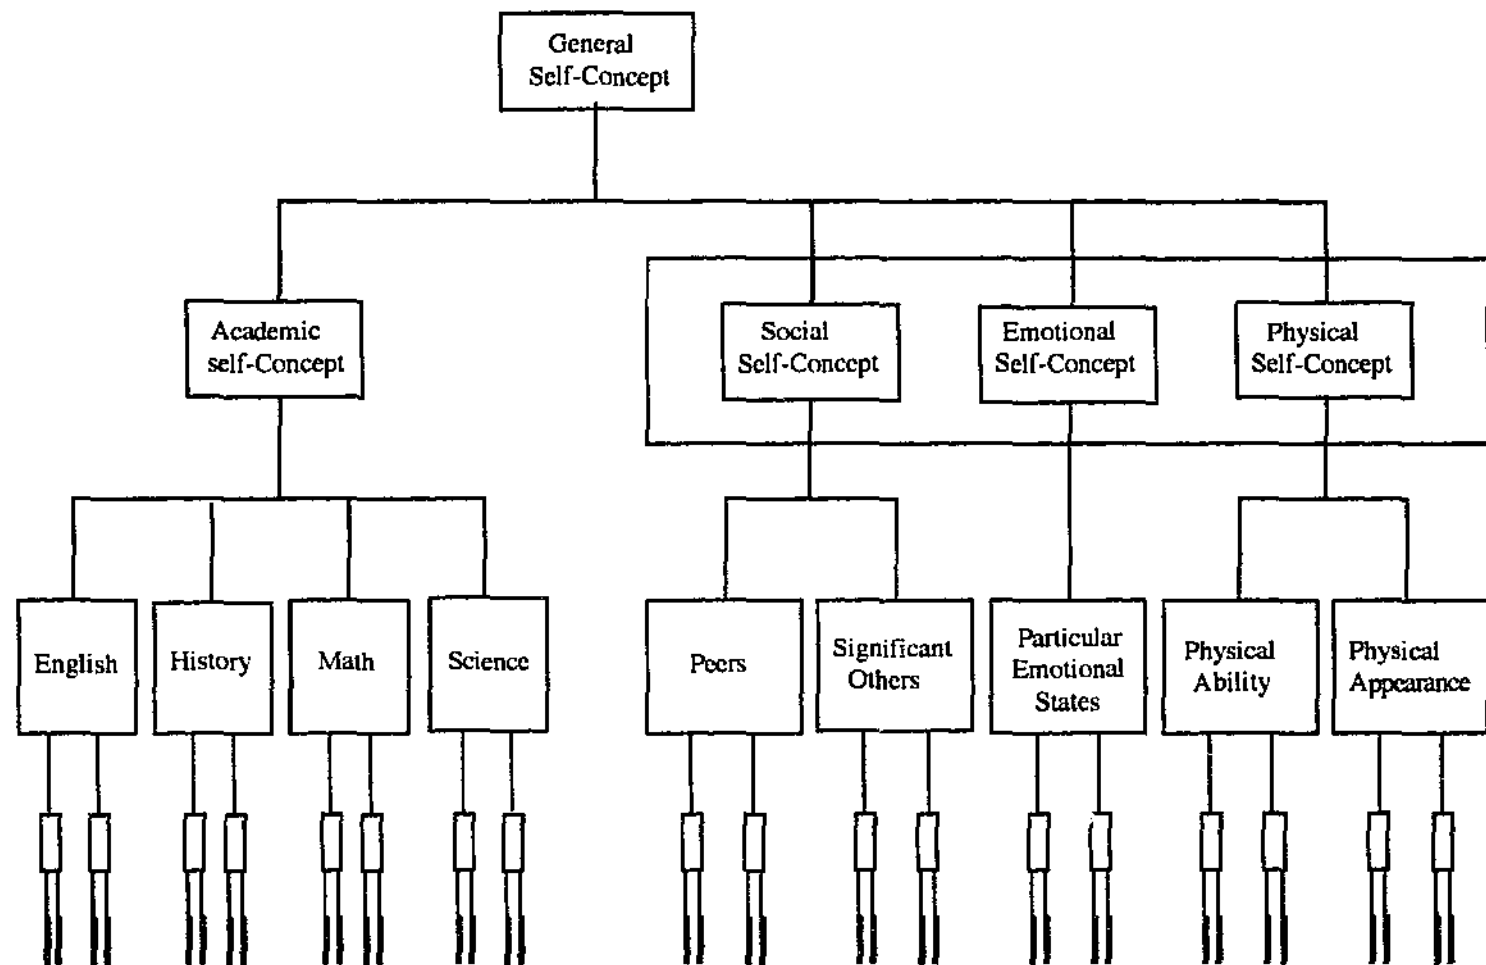 General
Self-Concept
Academic
self-Concept
Social
Self-Concept
Emotional
Self-Concept
Physical
Self-Concept
English
History
Math
Science
Peers
Significant
Others
Particular
Emotional
States
Physical
Ability
Physical
Appearance